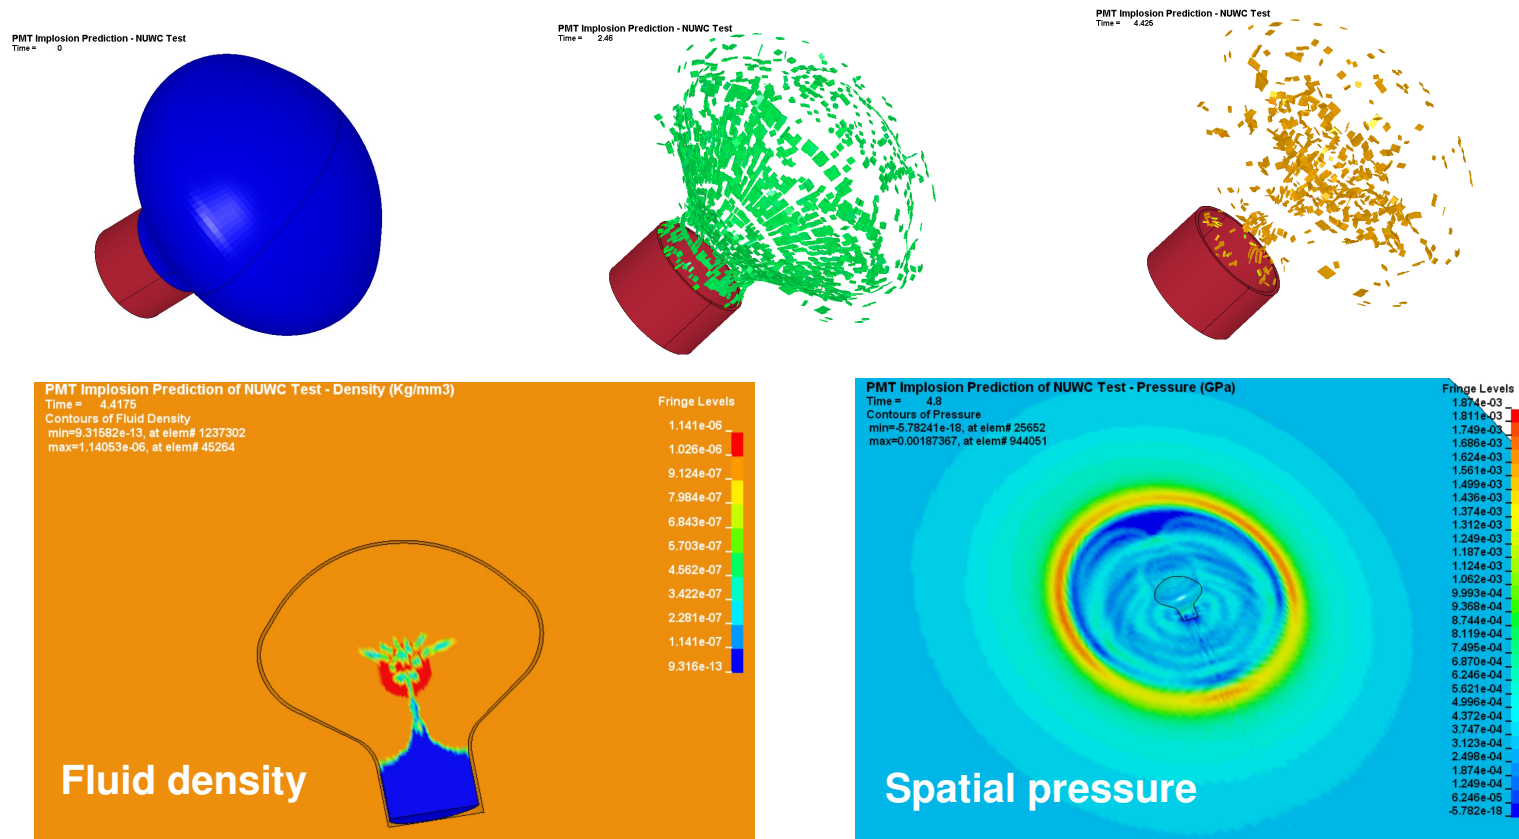 PMT Implosion Prediction - NUWC Test
Time = 0
PMT Implosion Prediction - NUWC Test
Time = 2.46
PMT Implosion Prediction - NUWC Test
Time = 4.425
PMT Implosion Prediction of NUWC Test - Density (Kg/mm3)
Time = 4.4175
Contours of Fluid Density
min=9.31582e-13, at elem# 1237302
max=1.14053e-06, at elem# 45264
Fringe Levels
1.141e-06
1.026e-06
9.124e-07
7.984e-07
6.843e-07
5.703e-07
4.562e-07
3.422e-07
2.281e-07
1.141e-07
9.316e-13
Fluid density
PMT Implosion Prediction of NUWC Test - Pressure (GPa)
Time = 4.8
Contours of Pressure
min=-5.78241e-18, at elem# 25652
max=0.00187367, at elem# 944051
Fringe Levels
1.874e-03
1.811e-03
1.749e-03
1.686e-03
1.624e-03
1.561e-03
1.499e-03
1.436e-03
1.374e-03
1.312e-03
1.249e-03
1.187e-03
1.124e-03
1.062e-03
9.993e-04
9.368e-04
8.744e-04
8.119e-04
7.495e-04
6.870e-04
6.246e-04
5.621e-04
4.996e-04
4.372e-04
3.747e-04
3.123e-04
2.498e-04
1.874e-04
1.249e-04
6.246e-05
-5.782e-18
Spatial pressure